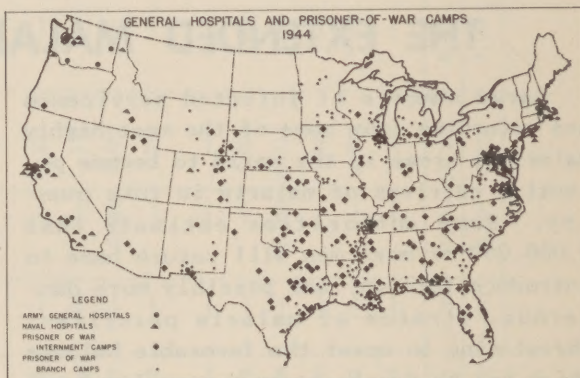 GENERAL HOSPITALS AND PRISONER-OF-WAR CAMPS
1944
LEGEND
ARMY GENERAL HOSPITALS
NAVAL HOSPITALS
PRISONER OF WAR
INTERNMENT CAMPS
PRISONER OF WAR
BRANCH CAMPS